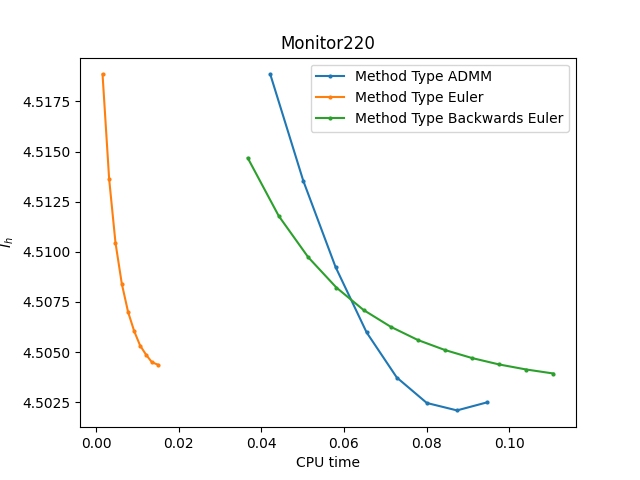 Monitor220
Method Type ADMM
Method Type Euler
Method Type Backwards Euler
4.5175
4.5150
4.5125
4.5100
4.5075
4.5050
4.5025
I_h
0.00 0.02 0.04 0.06 0.08 0.10
CPU time